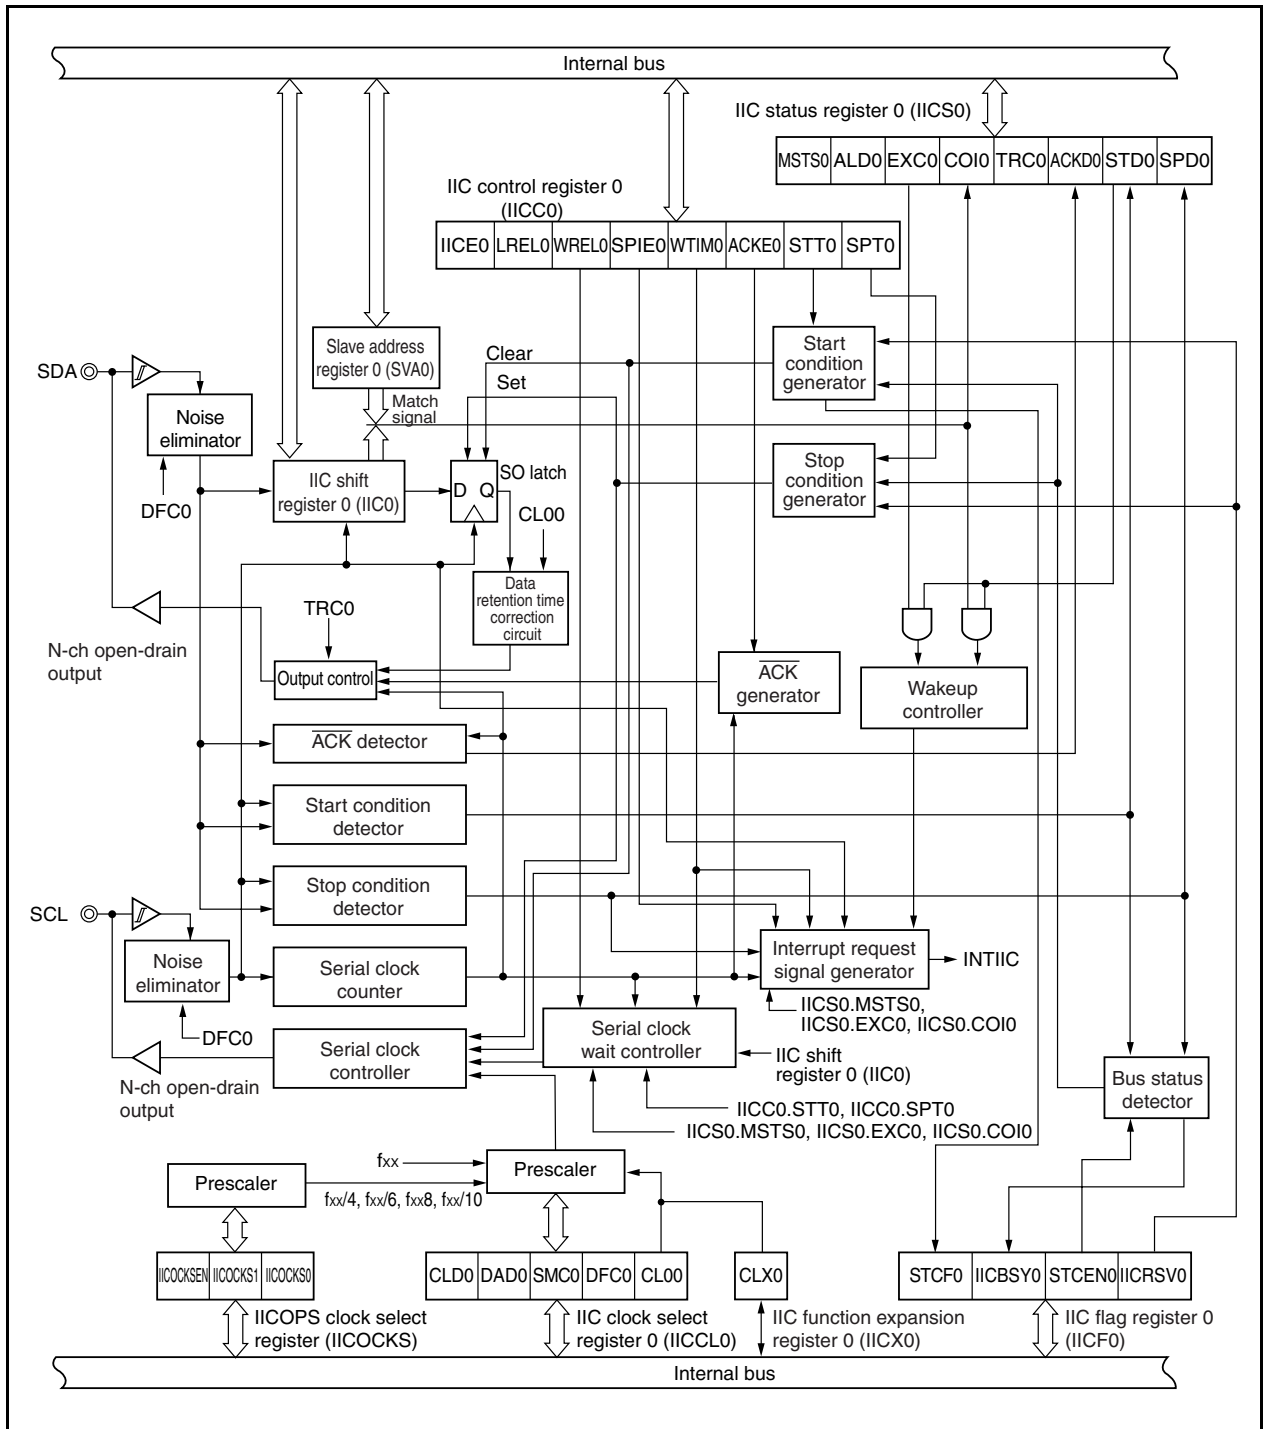 Internal bus
IIC status register 0 (IICS0)
MSTS0 ALD0 EXC0 COI0 TRC0 ACKD0 STD0 SPD0
IIC control register 0
(IICC0)
IICE0 LREL0 WREL0 SPIE0 WTIM0 ACKE0 STT0 SPT0
Slave address
register 0 (SVA0)
Clear
Set
Start
condition
generator
SDA
Match
signal
Noise
eliminator
Stop
condition
generator
IIC shift
register 0 (IIC0)
D Q
SO latch
DFC0
CL00
Data
retention time
correction
circuit
TRC0
N-ch open-drain
output
Output control
ACK
generator
Wakeup
controller
ACK detector
Start condition
detector
Stop condition
detector
SCL
Noise
eliminator
Serial clock
counter
Interrupt request
signal generator
INTIIC
IICS0.MSTS0,
IICS0.EXC0, IICS0.COI0
DFC0
Serial clock
controller
Serial clock
wait controller
IIC shift
register 0 (IIC0)
N-ch open-drain
output
Bus status
detector
IICC0.STT0, IICC0.SPT0
IICS0.MSTS0, IICS0.EXC0, IICS0.COI0
fxx
Prescaler
Prescaler
fxx/4, fxx/6, fxx8, fxx/10
IICOCKSEN IICOCKS1 IICOCKS0
CLD0 DAD0 SMC0 DFC0 CL00
CLX0
STCF0 IICBSY0 STCEN0 IICRSV0
IICOPS clock select
register (IICOCKS)
IIC clock select
register 0 (IICCL0)
IIC function expansion
register 0 (IICX0)
IIC flag register 0
(IICF0)
Internal bus